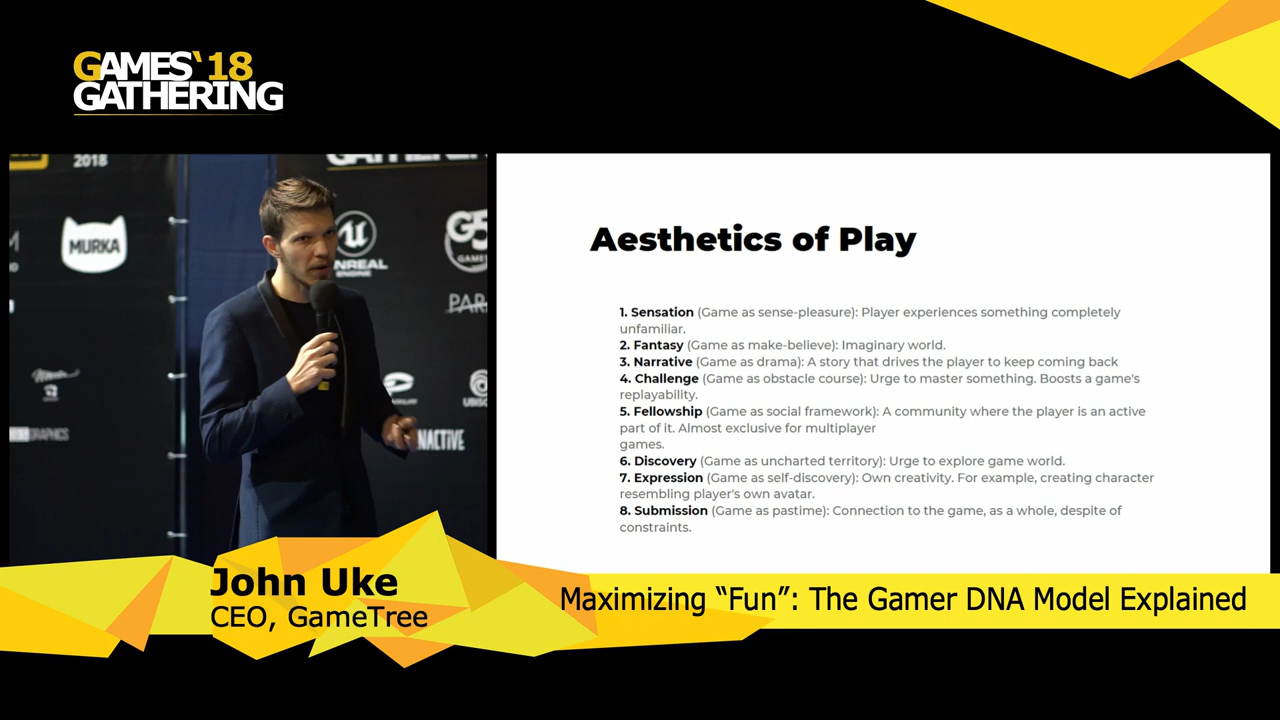 GAMES‘18
GATHERING
2018
GATHERING
MURKA
UNREAL
ENGINE
G5
GAMES
Aesthetics of Play
1. Sensation (Game as sense-pleasure): Player experiences something completely
unfamiliar.
2. Fantasy (Game as make-believe): Imaginary world.
3. Narrative (Game as drama): A story that drives the player to keep coming back
4. Challenge (Game as obstacle course): Urge to master something. Boosts a game's
replayability.
5. Fellowship (Game as social framework): A community where the player is an active
part of it. Almost exclusive for multiplayer
games.
6. Discovery (Game as uncharted territory): Urge to explore game world.
7. Expression (Game as self-discovery): Own creativity. For example, creating character
resembling player's own avatar.
8. Submission (Game as pastime): Connection to the game, as a whole, despite of
constraints.
John Uke
CEO, GameTree
Maximizing “Fun”: The Gamer DNA Model Explained